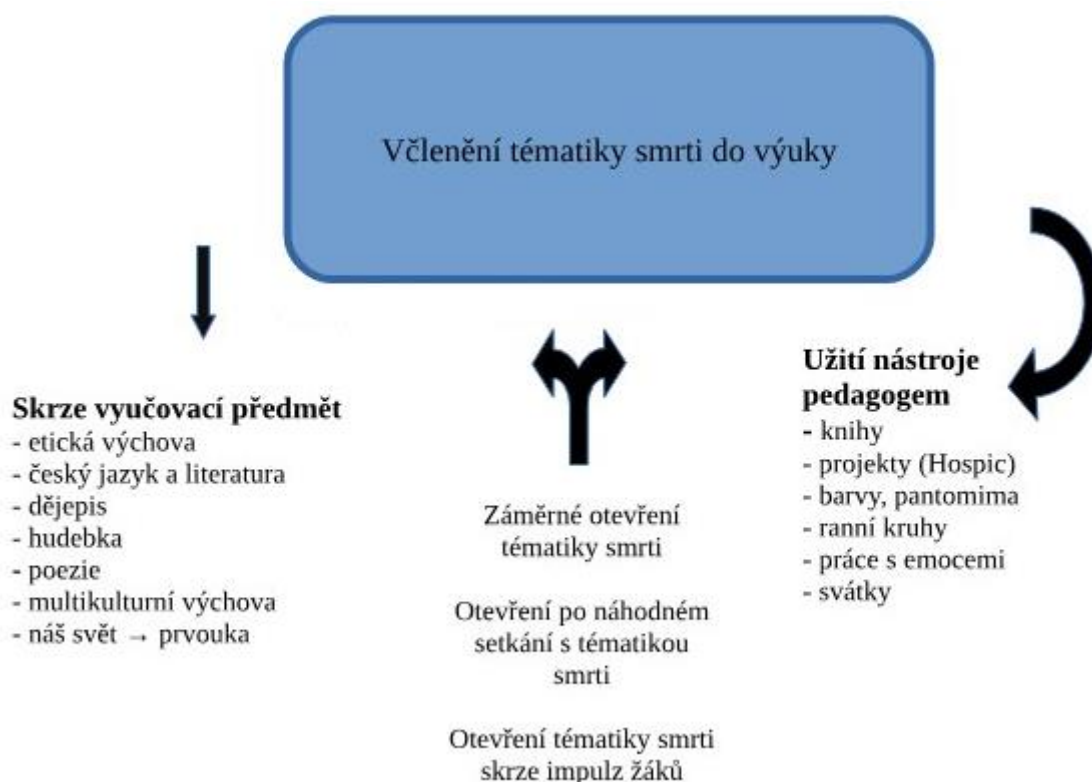 Včlenění tématiky smrti do výuky
Skrze vyučovací předmět
- etická výchova
- český jazyk a literatura
- dějepis
- hudebka
- poezie
- multikulturní výchova
- náš svět → prvouka
Záměrné otevření
tématiky smrti
Otevření po náhodném
setkání s tématikou
smrti
Otevření tématiky smrti
skrze impulz žáků
Užití nástroje
pedagogem
- knihy
- projekty (Hospic)
- barvy, pantomima
- ranní kruhy
- práce s emocemi
- svátky